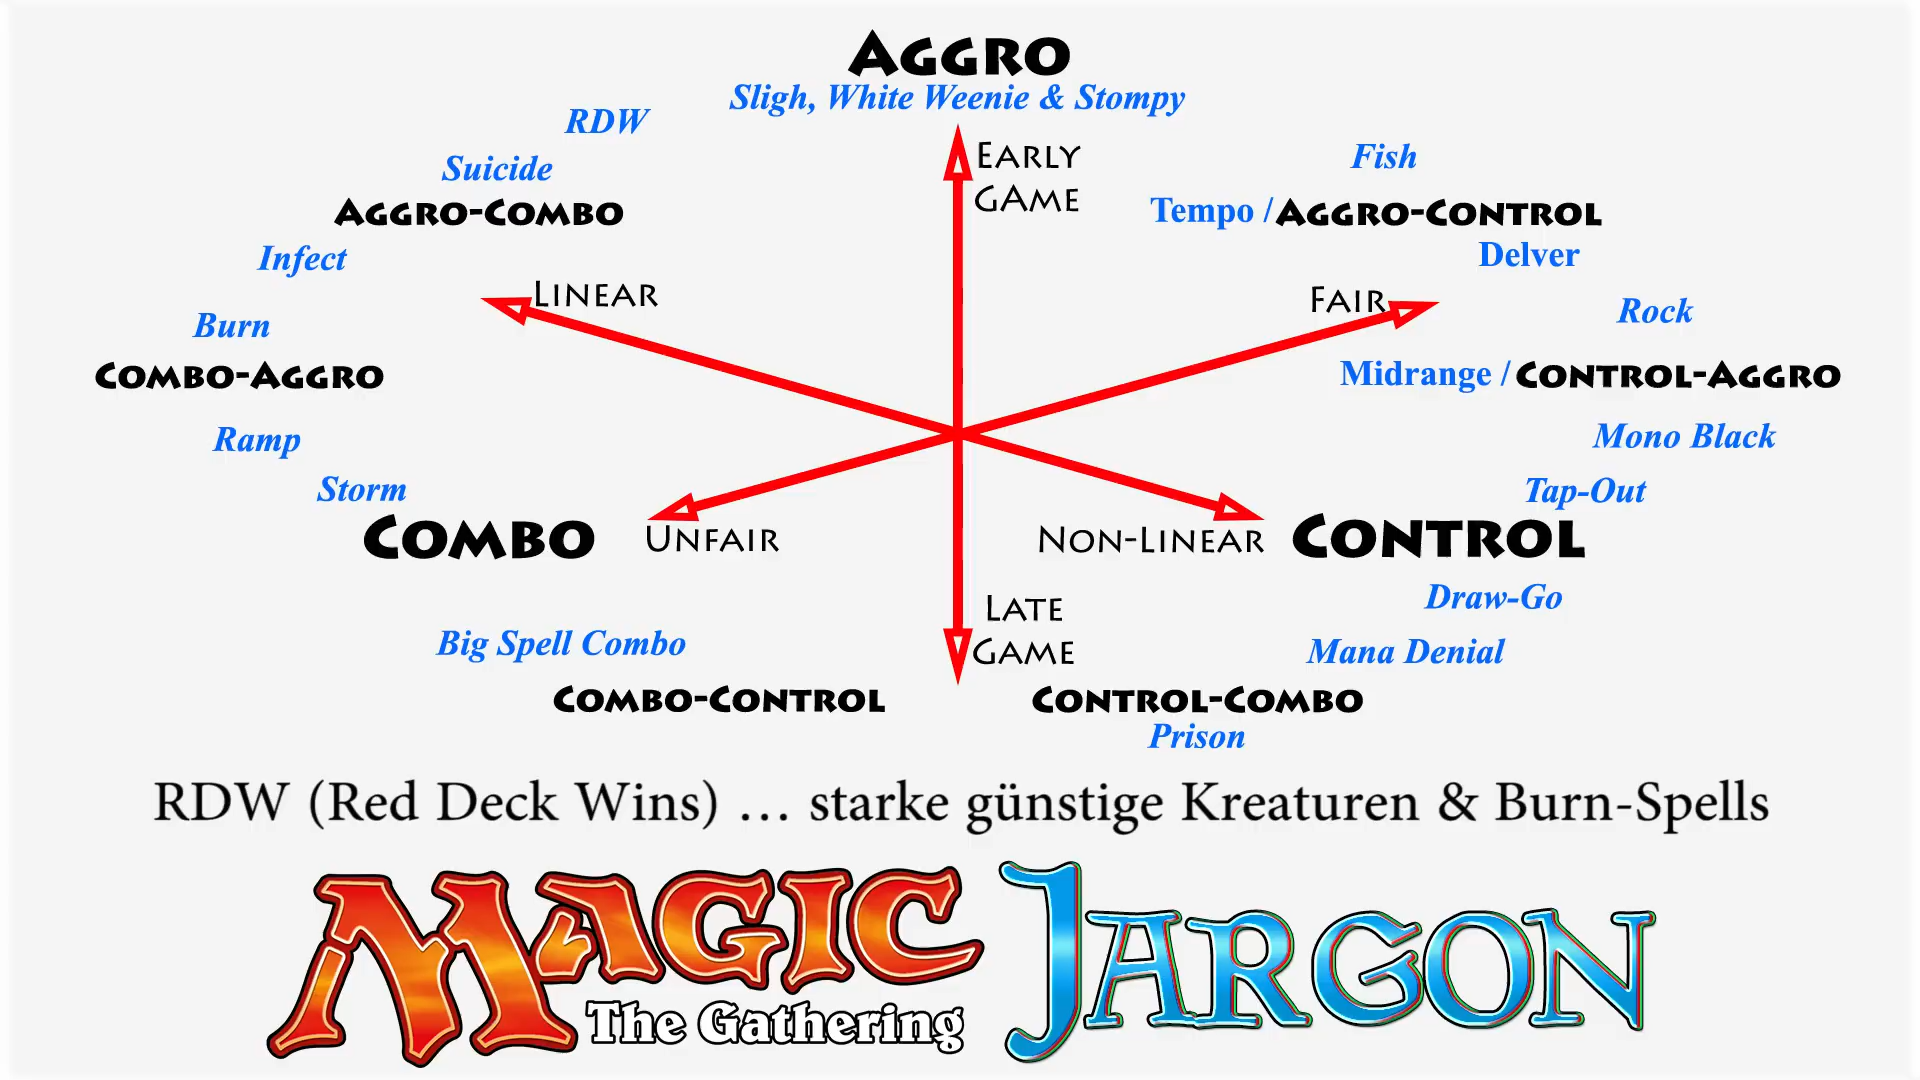 AGGRO
Sligh, White Weenie & Stompy
RDW
EARLY
GAME
Fish
Suicide
AGGRO-COMBO
Tempo / AGGRO-CONTROL
Infect
Delver
LINEAR
FAIR
Rock
Burn
COMBO-AGGRO
Midrange / CONTROL-AGGRO
Ramp
Mono Black
Storm
Tap-Out
COMBO
UNFAIR
NON-LINEAR
CONTROL
Draw-Go
LATE
GAME
Big Spell Combo
Mana Denial
COMBO-CONTROL
CONTROL-COMBO
Prison
RDW (Red Deck Wins) … starke günstige Kreaturen & Burn-Spells
MAGIC
The Gathering
JARGON